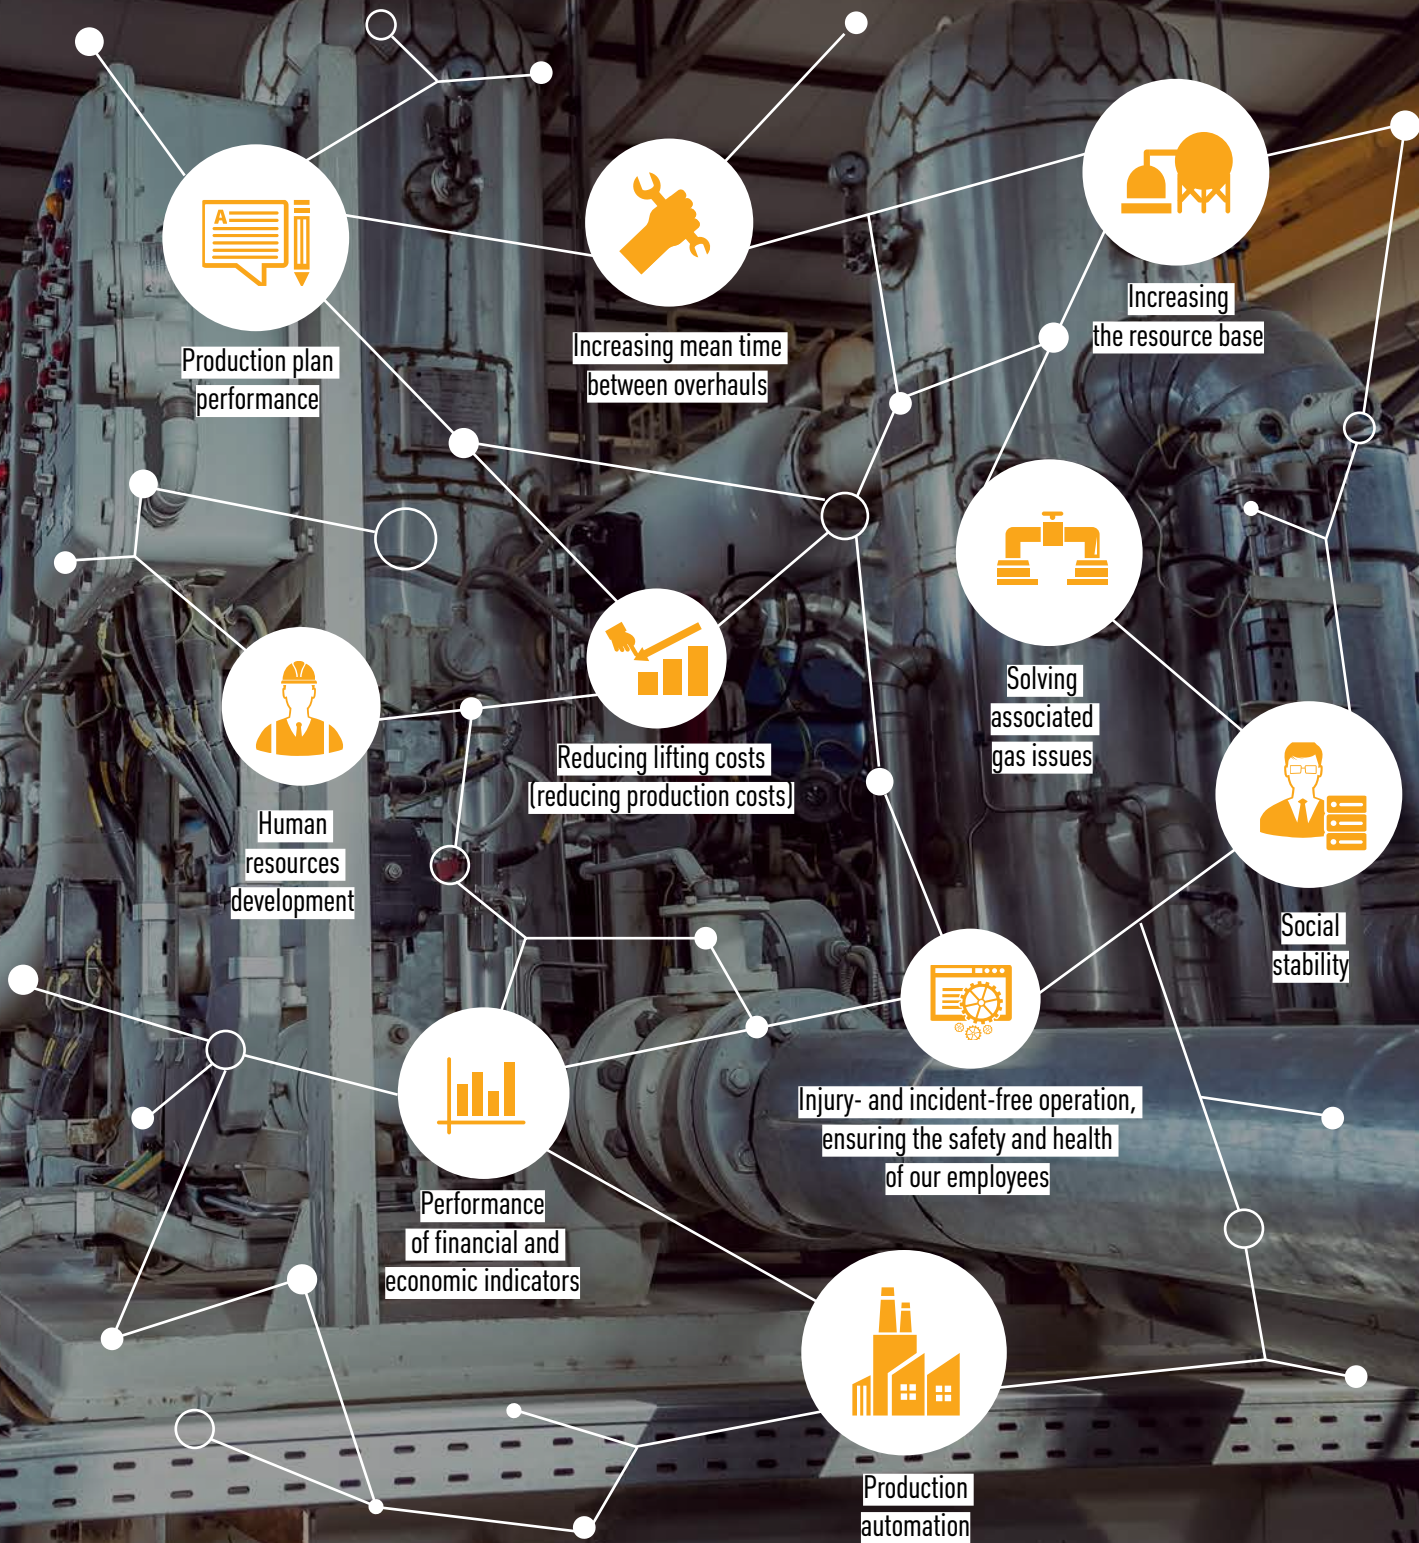 A
Production plan
performance
Increasing mean time
between overhauls
Increasing
the resource base
Solving
associated
gas issues
Human
resources
development
Reducing lifting costs
(reducing production costs)
Social
stability
Injury- and incident-free operation,
ensuring the safety and health
of our employees
Performance
of financial and
economic indicators
Production
automation